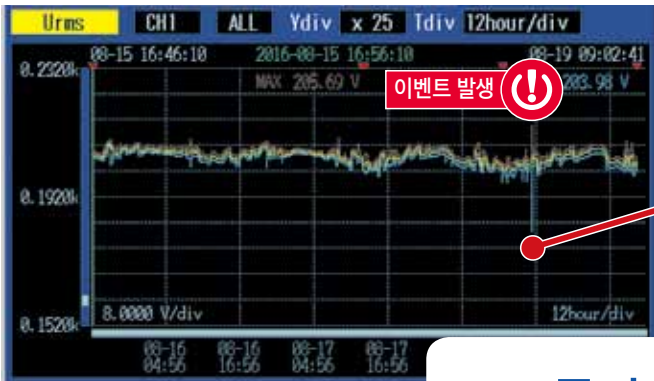 Urms CH1 ALL Ydiv x 25 Tdiv 12hour/div
08-15 16:46:10 2016-08-15 16:56:10 08-19 09:02:41
0.2320k
MAX 205.69 V 203.98 V
이벤트 발생
0.1920k
8.0000 V/div 12hour/div
0.1520k
08-16 08-16 08-17 08-17
04:56 16:56 04:56 16:56